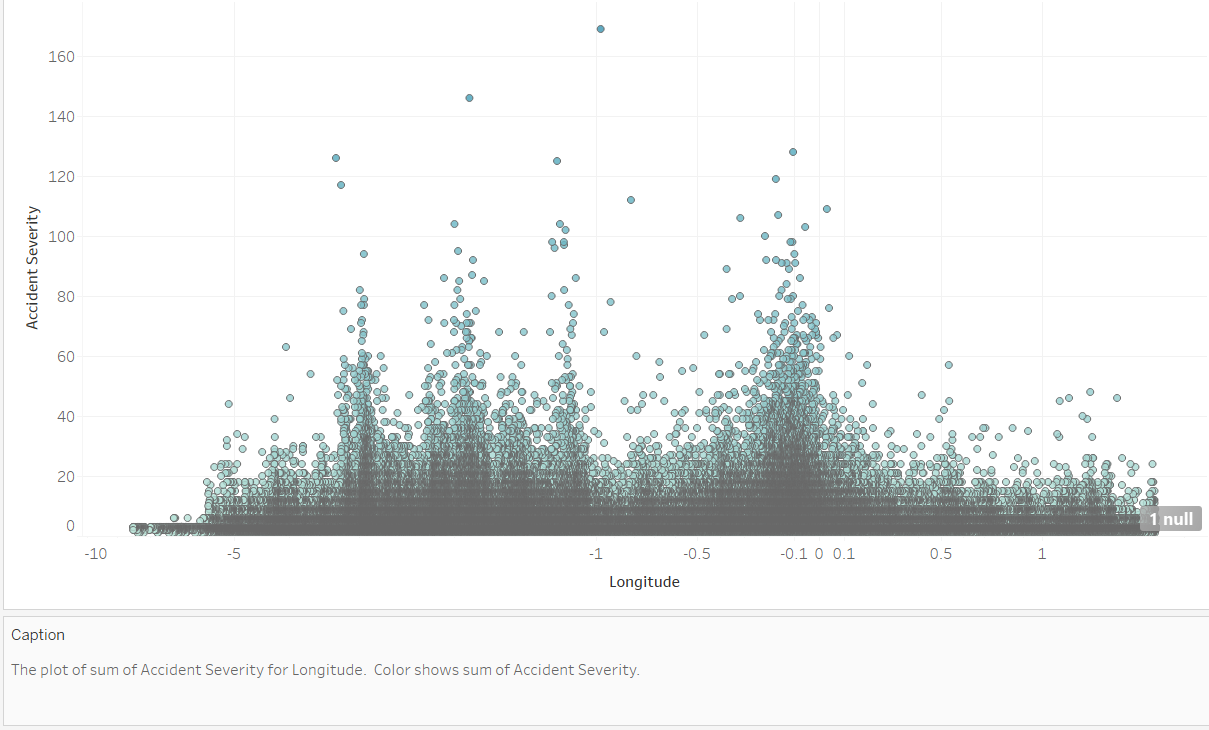 160
140
120
100
80
60
40
20
0
Accident Severity
1 null
-10 -5 -1 -0.5 -0.1 0 0.1 0.5 1
Longitude
Caption
The plot of sum of Accident Severity for Longitude. Color shows sum of Accident Severity.